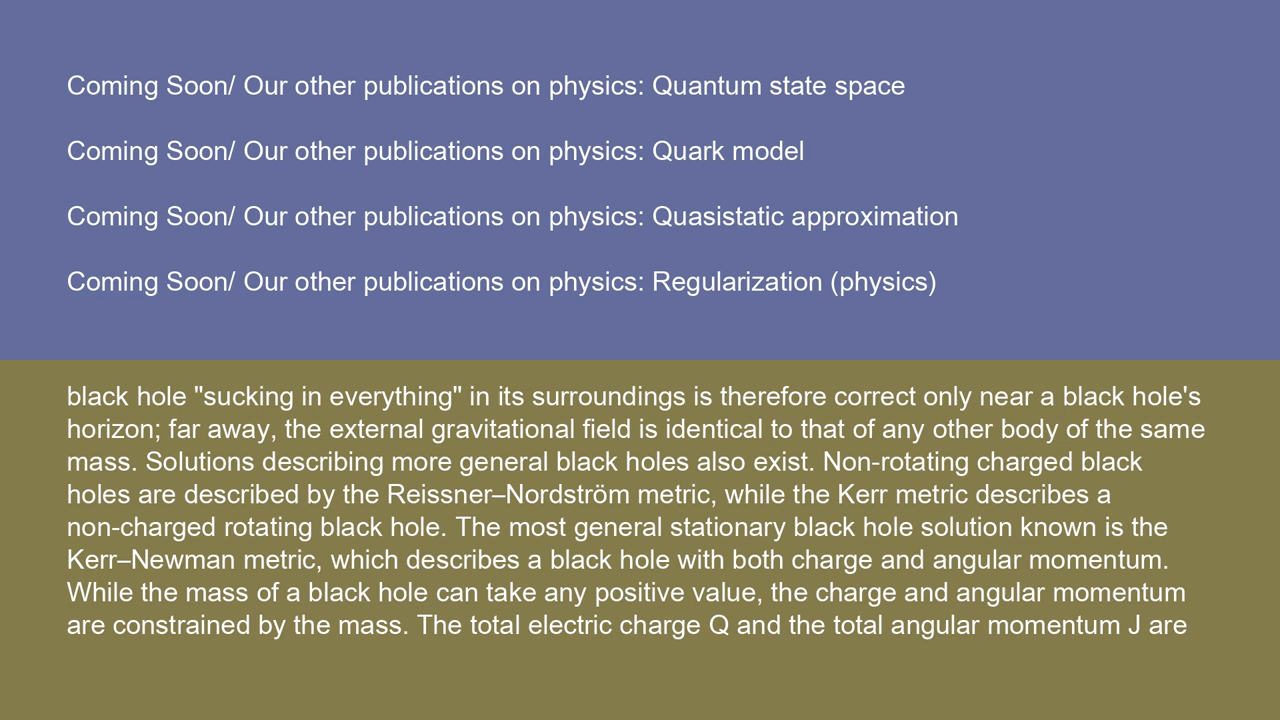 Coming Soon/ Our other publications on physics: Quantum state space
Coming Soon/ Our other publications on physics: Quark model
Coming Soon/ Our other publications on physics: Quasistatic approximation
Coming Soon/ Our other publications on physics: Regularization (physics)
black hole "sucking in everything" in its surroundings is therefore correct only near a black hole's
horizon; far away, the external gravitational field is identical to that of any other body of the same
mass. Solutions describing more general black holes also exist. Non-rotating charged black
holes are described by the Reissner–Nordström metric, while the Kerr metric describes a
non-charged rotating black hole. The most general stationary black hole solution known is the
Kerr–Newman metric, which describes a black hole with both charge and angular momentum.
While the mass of a black hole can take any positive value, the charge and angular momentum
are constrained by the mass. The total electric charge Q and the total angular momentum J are